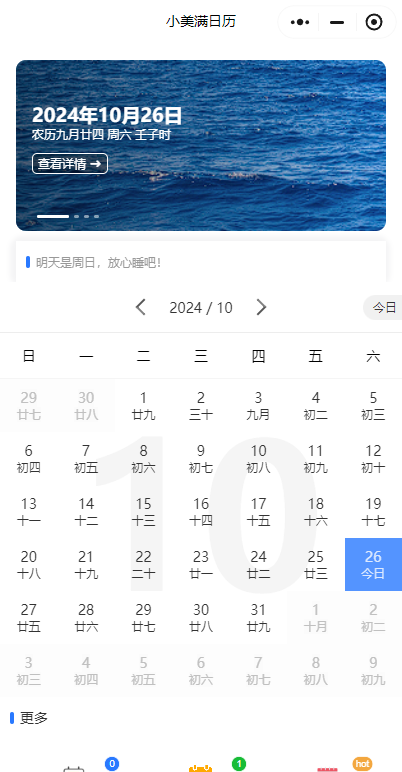 小美满日历
2024年10月26日
农历九月廿四 周六 壬子时
查看详情 ➔
明天是周日，放心睡吧！
2024 / 10
今日
日 一 二 三 四 五 六
29 30 1 2 3 4 5
廿七 廿八 廿九 三十 九月 初二 初三
6 7 8 9 10 11 12
初四 初五 初六 初七 初八 初九 初十
10
13 14 15 16 17 18 19
十一 十二 十三 十四 十五 十六 十七
20 21 22 23 24 25 26
十八 十九 二十 廿一 廿二 廿三 今日
27 28 29 30 31 1 2
廿五 廿六 廿七 廿八 廿九 十月 初二
3 4 5 6 7 8 9
初三 初四 初五 初六 初七 初八 初九
更多
0 1 hot